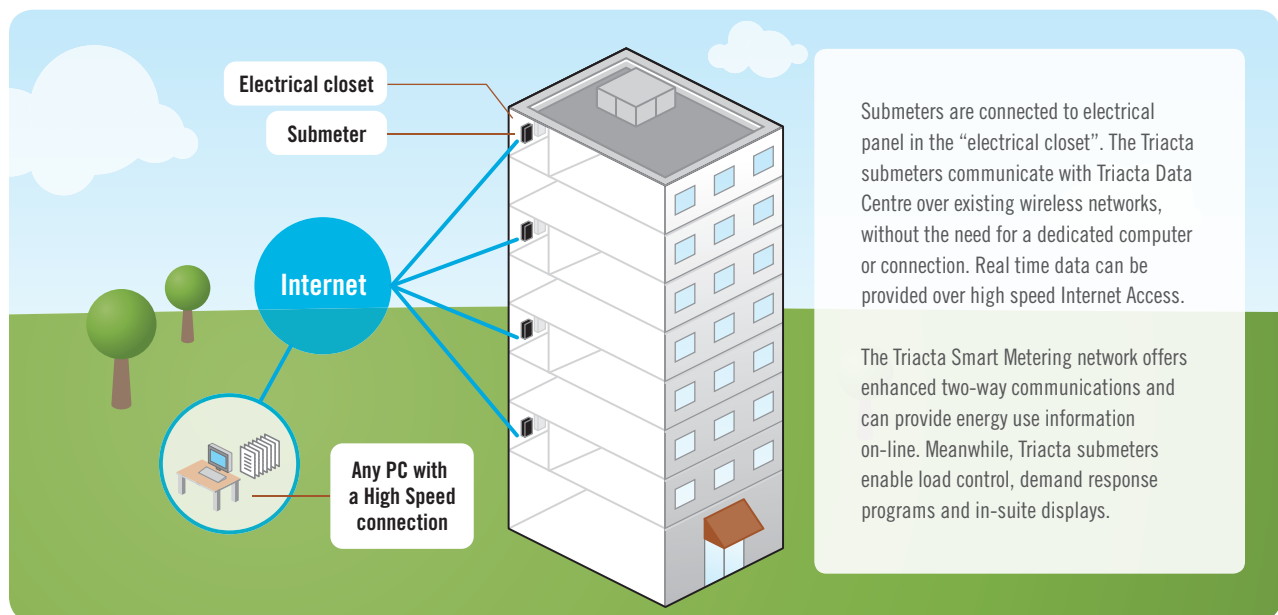 Electrical closet
Submeter
Internet
Any PC with
a High Speed
connection
Submeters are connected to electrical
panel in the “electrical closet”. The Triacta
submeters communicate with Triacta Data
Centre over existing wireless networks,
without the need for a dedicated computer
or connection. Real time data can be
provided over high speed Internet Access.
The Triacta Smart Metering network offers
enhanced two-way communications and
can provide energy use information
on-line. Meanwhile, Triacta submeters
enable load control, demand response
programs and in-suite displays.